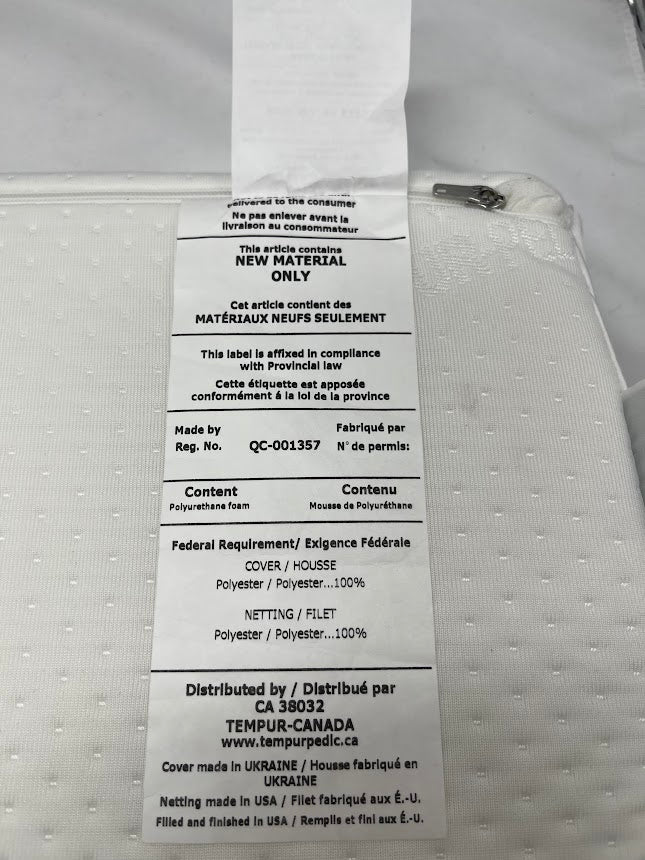 delivered to the consumer
Ne pas enlever avant la
livraison au consommateur
This article contains
NEW MATERIAL
ONLY
Cet article contient des
MATÉRIAUX NEUFS SEULEMENT
This label is affixed in compliance
with Provincial law
Cette étiquette est apposée
conformément á la loi de la province
Made by Fabriqué par
Reg. No. QC-001357 N° de permis:
Content Contenu
Polyurethane foam Mousse de Polyuréthane
Federal Requirement/ Exigence Fédérale
COVER / HOUSSE
Polyester / Polyester...100%
NETTING / FILET
Polyester / Polyester...100%
Distributed by / Distribué par
CA 38032
TEMPUR-CANADA
www.tempurpedic.ca
Cover made in UKRAINE / Housse fabriqué en
UKRAINE
Netting made in USA / Filet fabriqué aux É.-U.
Filled and finished in USA / Remplis et fini aux É.-U.